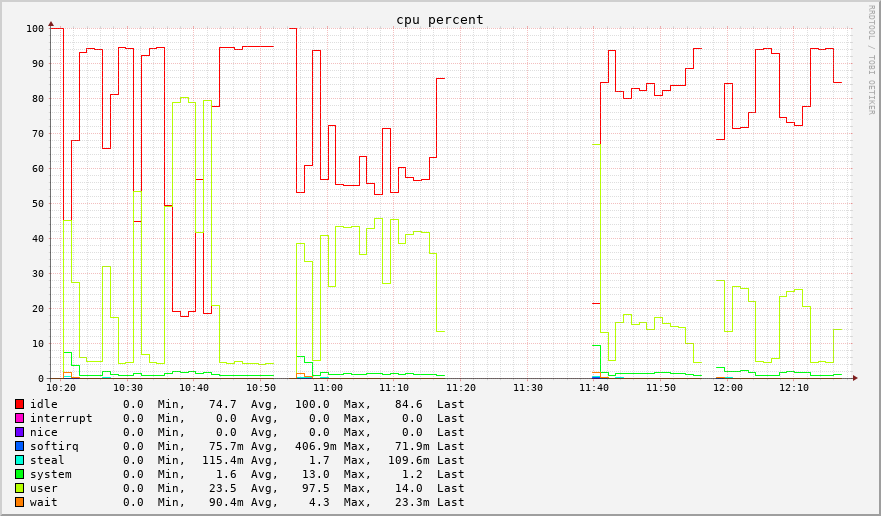 cpu percent
RRDTOOL / TOBI OETIKER
100
90
80
70
60
50
40
30
20
10
0
10:20 10:30 10:40 10:50 11:00 11:10 11:20 11:30 11:40 11:50 12:00 12:10
idle 0.0 Min, 74.7 Avg, 100.0 Max, 84.6 Last
interrupt 0.0 Min, 0.0 Avg, 0.0 Max, 0.0 Last
nice 0.0 Min, 0.0 Avg, 0.0 Max, 0.0 Last
softirq 0.0 Min, 75.7m Avg, 406.9m Max, 71.9m Last
steal 0.0 Min, 115.4m Avg, 1.7 Max, 109.6m Last
system 0.0 Min, 1.6 Avg, 13.0 Max, 1.2 Last
user 0.0 Min, 23.5 Avg, 97.5 Max, 14.0 Last
wait 0.0 Min, 90.4m Avg, 4.3 Max, 23.3m Last